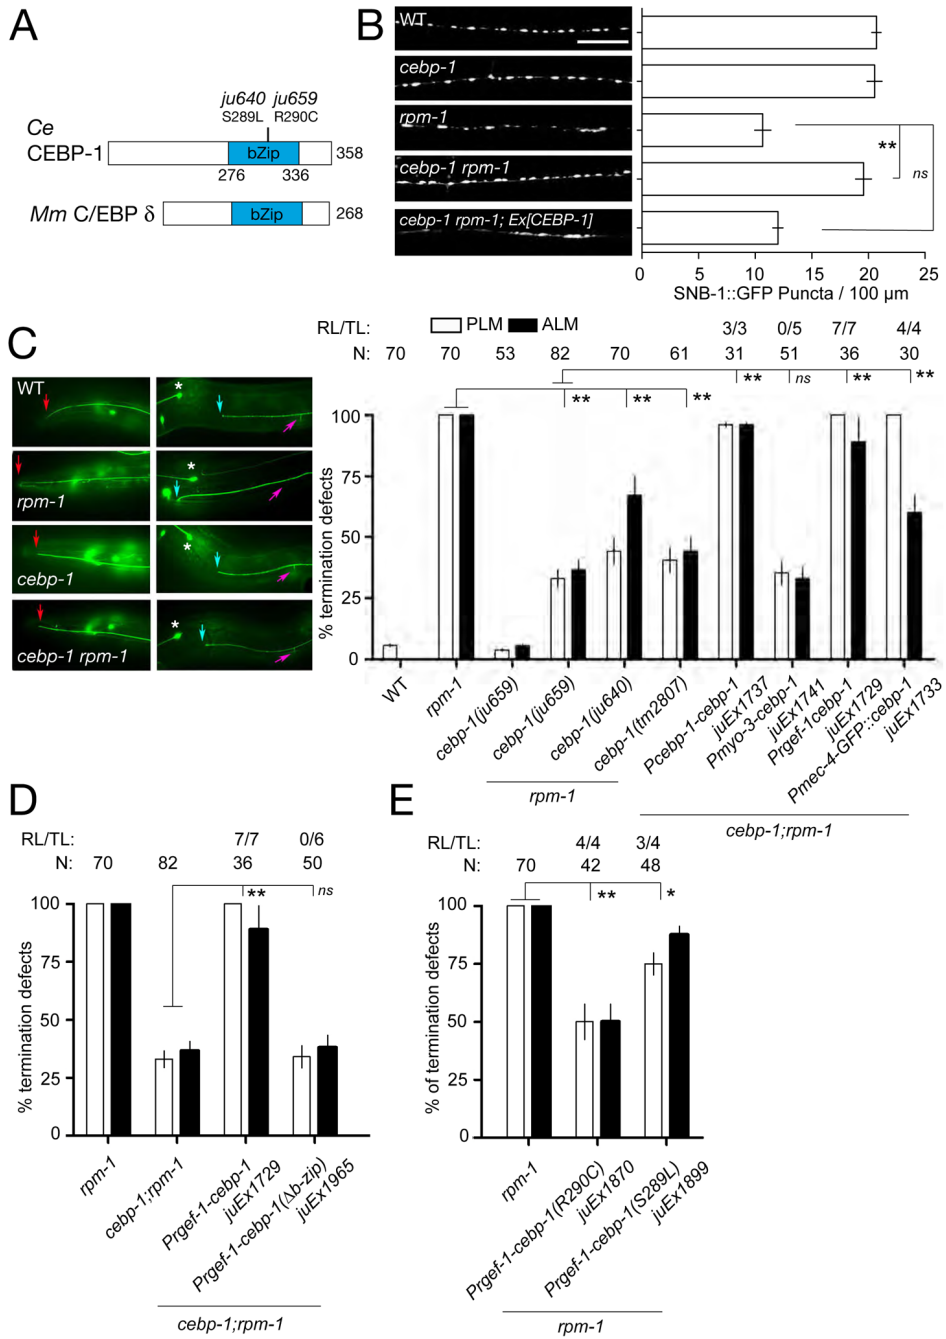 A
ju640 ju659
S289L R290C
Ce
CEBP-1
bZip
358
276 336
Mm C/EBP δ
bZip
268
B
WT
cebp-1
rpm-1
cebp-1 rpm-1
cebp-1 rpm-1; Ex[CEBP-1]
**
ns
0 5 10 15 20 25
SNB-1::GFP Puncta / 100 µm
C
WT
*
rpm-1
*
cebp-1
*
cebp-1 rpm-1
*
RL/TL:
PLM ALM
3/3 0/5 7/7 4/4
N: 70 70 53 82 70 61 31 51 36 30
** ns ** **
** ** **
% termination defects
100
75
50
25
0
WT
rpm-1
cebp-1(ju659)
cebp-1(ju659)
cebp-1(ju640)
cebp-1(tm2807)
Pcebp-1-cebp-1
juEx1737
Pmyo-3-cebp-1
juEx1741
Prgef-1cebp-1
juEx1729
Pmec-4-GFP::cebp-1
juEx1733
rpm-1
cebp-1;rpm-1
D
RL/TL: 7/7 0/6
N: 70 82 36 50
** ns
% termination defects
100
75
50
25
0
rpm-1
cebp-1;rpm-1
Prgef-1-cebp-1
juEx1729
Prgef-1-cebp-1(Δb-zip)
juEx1965
cebp-1;rpm-1
E
RL/TL: 4/4 3/4
N: 70 42 48
** *
% of termination defects
100
75
50
25
0
rpm-1
Prgef-1-cebp-1(R290C)
juEx1870
Prgef-1-cebp-1(S289L)
juEx1899
rpm-1